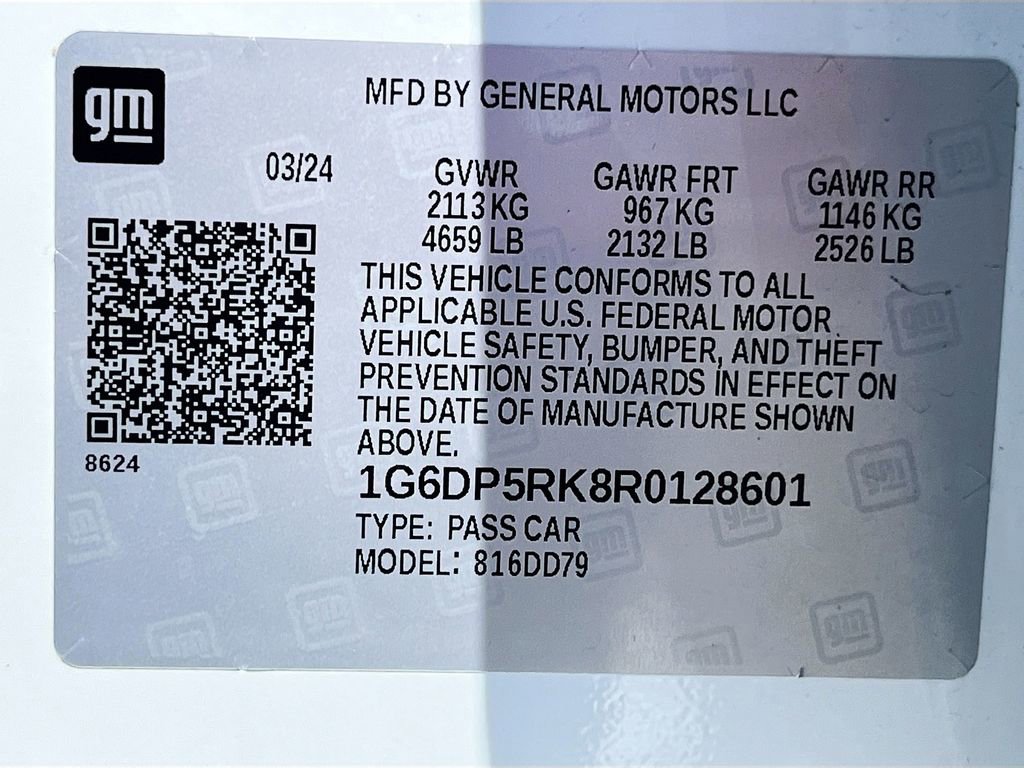 gm
MFD BY GENERAL MOTORS LLC
03/24 GVWR GAWR FRT GAWR RR
2113 KG 967 KG 1146 KG
4659 LB 2132 LB 2526 LB
THIS VEHICLE CONFORMS TO ALL
APPLICABLE U.S. FEDERAL MOTOR
VEHICLE SAFETY, BUMPER, AND THEFT
PREVENTION STANDARDS IN EFFECT ON
THE DATE OF MANUFACTURE SHOWN
ABOVE.
8624
1G6DP5RK8R0128601
TYPE: PASS CAR
MODEL: 816DD79